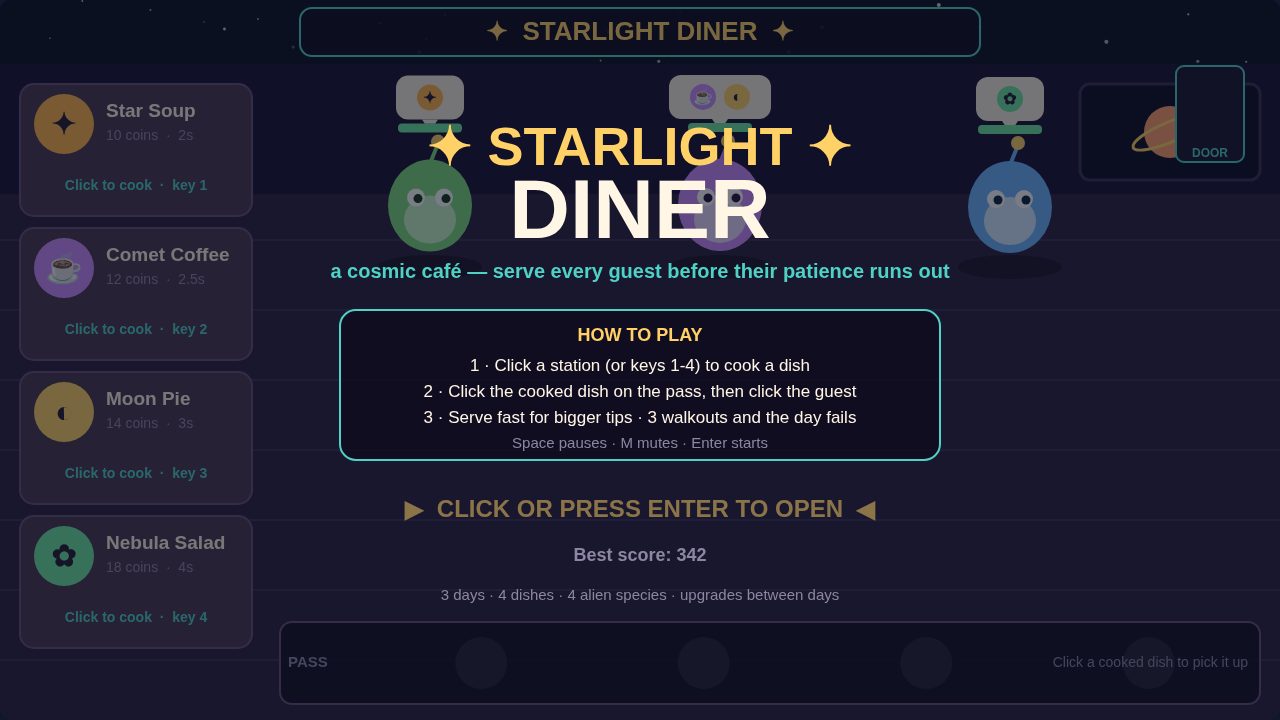 ✦ STARLIGHT DINER ✦
Star Soup
10 coins · 2s
Click to cook · key 1
Comet Coffee
12 coins · 2.5s
Click to cook · key 2
Moon Pie
14 coins · 3s
Click to cook · key 3
Nebula Salad
18 coins · 4s
Click to cook · key 4
DOOR
✦ STARLIGHT ✦
DINER
a cosmic café — serve every guest before their patience runs out
HOW TO PLAY
1 · Click a station (or keys 1-4) to cook a dish
2 · Click the cooked dish on the pass, then click the guest
3 · Serve fast for bigger tips · 3 walkouts and the day fails
Space pauses · M mutes · Enter starts
▶ CLICK OR PRESS ENTER TO OPEN ◀
Best score: 342
3 days · 4 dishes · 4 alien species · upgrades between days
PASS
Click a cooked dish to pick it up